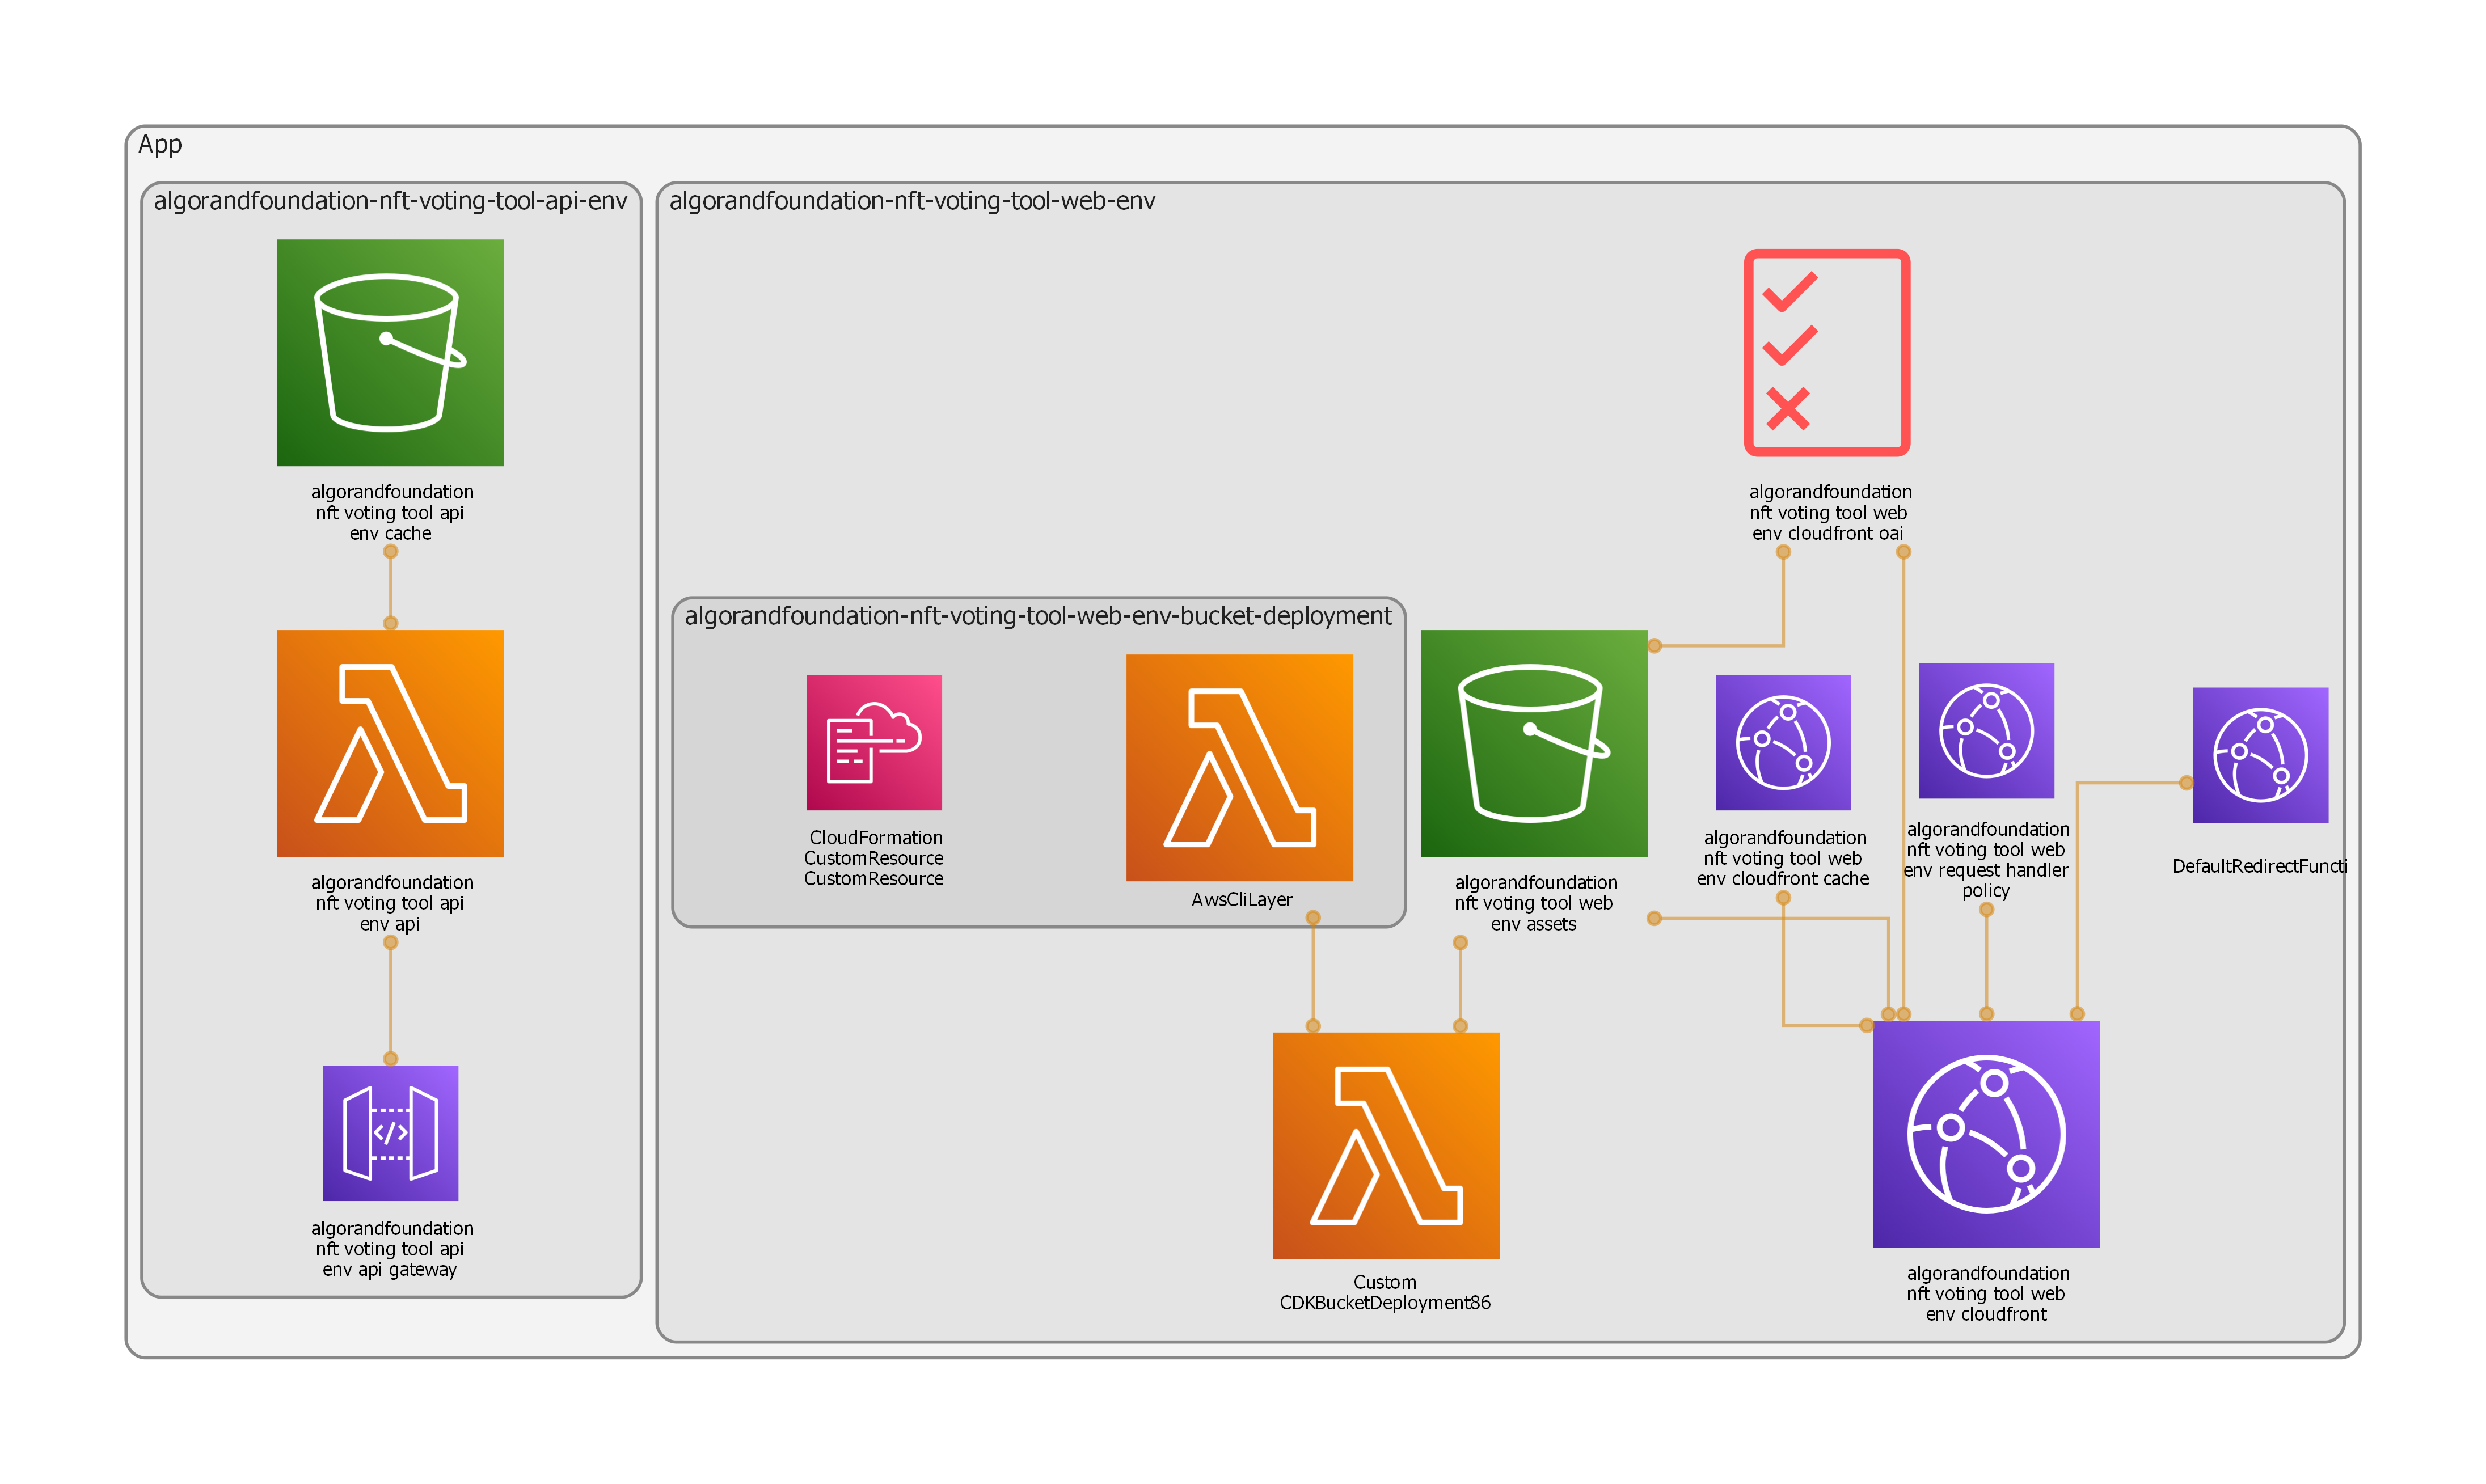 App
algorandfoundation-nft-voting-tool-api-env
algorandfoundation
nft voting tool api
env cache
algorandfoundation
nft voting tool api
env api
algorandfoundation
nft voting tool api
env api gateway
algorandfoundation-nft-voting-tool-web-env
algorandfoundation
nft voting tool web
env cloudfront oai
algorandfoundation-nft-voting-tool-web-env-bucket-deployment
CloudFormation
CustomResource
CustomResource
AwsCliLayer
algorandfoundation
nft voting tool web
env assets
algorandfoundation
nft voting tool web
env cloudfront cache
algorandfoundation
nft voting tool web
env request handler
policy
DefaultRedirectFuncti
Custom
CDKBucketDeployment86
algorandfoundation
nft voting tool web
env cloudfront